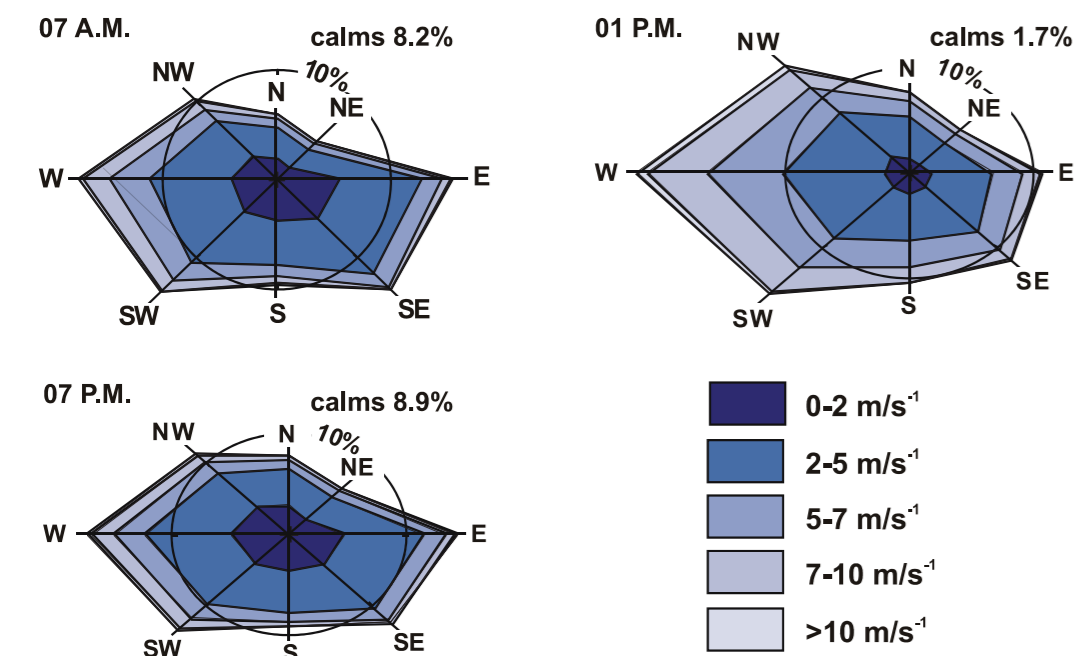 07 A.M.
calms 8.2%
NW
10%
N
NE
W
E
SW
S
SE
01 P.M.
calms 1.7%
NW
N
10%
NE
W
E
SW
S
SE
07 P.M.
calms 8.9%
NW
N
10%
NE
W
E
SW
S
SE
0-2 m/s⁻¹
2-5 m/s⁻¹
5-7 m/s⁻¹
7-10 m/s⁻¹
>10 m/s⁻¹